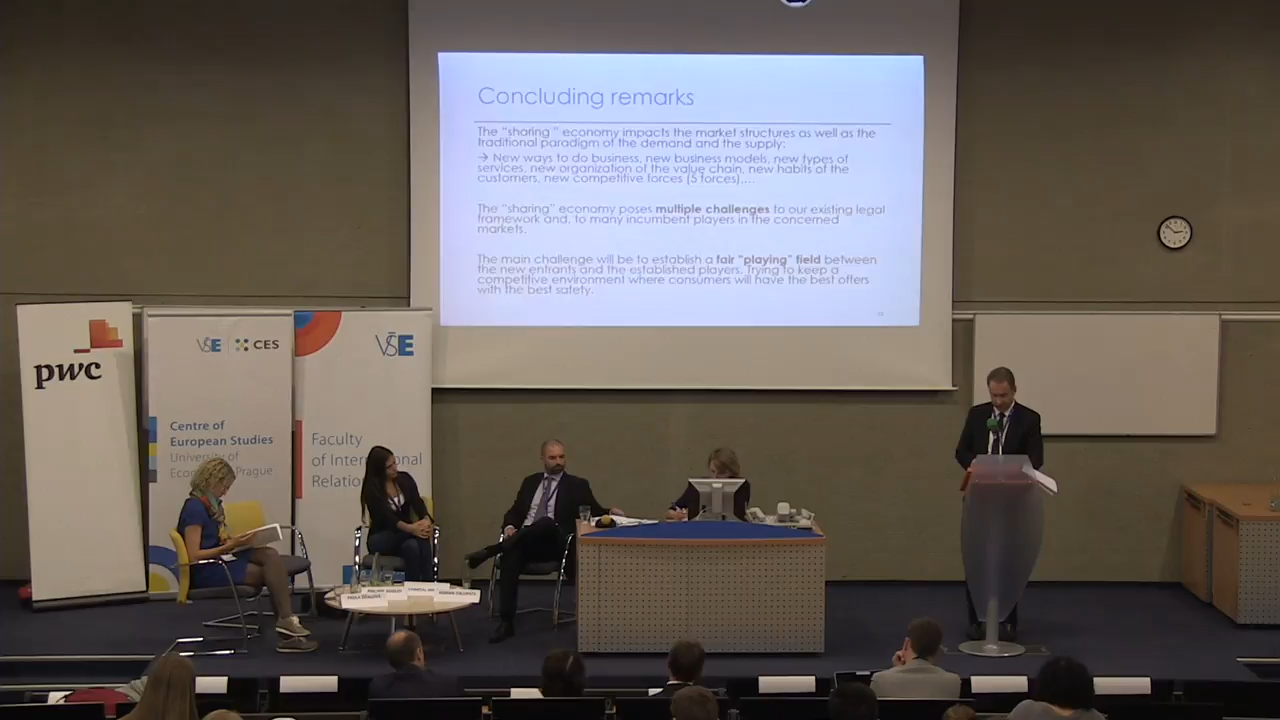 Concluding remarks
The "sharing " economy impacts the market structures as well as the
traditional paradigm of the demand and the supply:
→ New ways to do business, new business models, new types of
services, new organization of the value chain, new habits of the
customers, new competitive forces (5 forces),...
The "sharing" economy poses multiple challenges to our existing legal
framework and, to many incumbent players in the concerned
markets.
The main challenge will be to establish a fair "playing" field between
the new entrants and the established players. Trying to keep a
competitive environment where consumers will have the best offers
with the best safety.
pwc
VŠE CES
Centre of
European Studies
University of
Prague
VŠE
Faculty
of